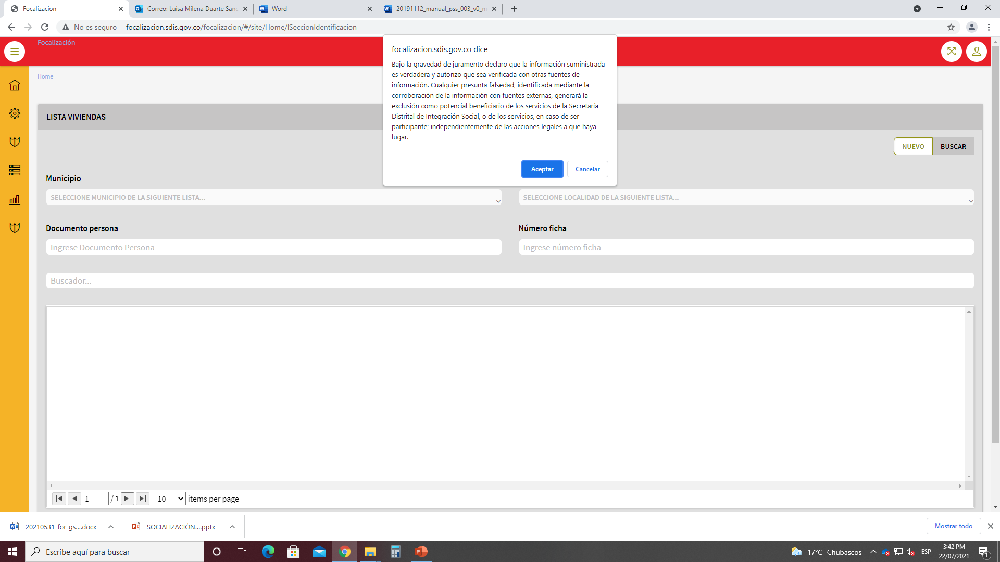 Focalizacion
Correo: Luisa Milena Duarte Sanc
Word
20191112_manual_pss_003_v0_m
No es seguro
focalizacion.sdis.gov.co/focalizacion/#/site/Home/lSeccionIdentificacion
Focalización
focalizacion.sdis.gov.co dice
Bajo la gravedad de juramento declaro que la información suministrada
es verdadera y autorizo que sea verificada con otras fuentes de
información. Cualquier presunta falsedad, identificada mediante la
corroboración de la información con fuentes externas, generará la
exclusión como potencial beneficiario de los servicios de la Secretaría
Distrital de Integración Social, o de los servicios, en caso de ser
participante; independientemente de las acciones legales a que haya
lugar.
Aceptar
Cancelar
Home
LISTA VIVIENDAS
NUEVO
BUSCAR
Municipio
SELECCIONE MUNICIPIO DE LA SIGUIENTE LISTA...
SELECCIONE LOCALIDAD DE LA SIGUIENTE LISTA...
Documento persona
Número ficha
Ingrese Documento Persona
Ingrese número ficha
Buscador...
1 / 1 10 items per page
20210531_for_gs....docx
SOCIALIZACIÓN....pptx
Mostrar todo
Escribe aquí para buscar
17°C Chubascos
ESP
3:42 PM
22/07/2021
1